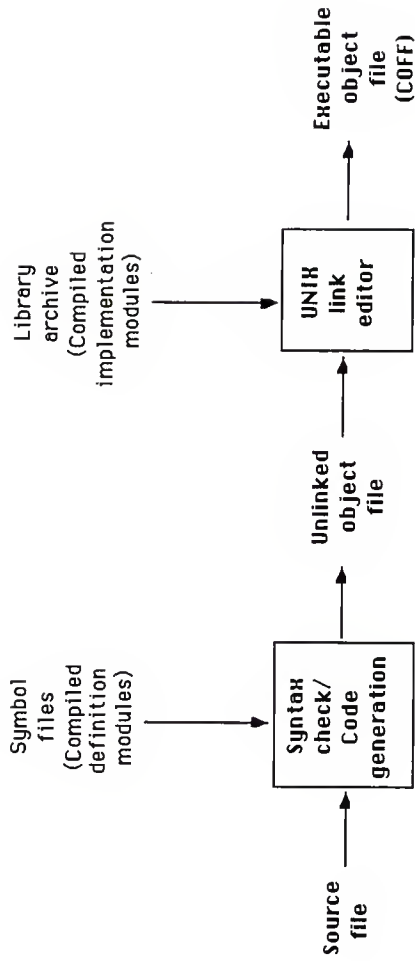 Symbol
files
(Compiled
definition
modules)
Library
archive
(Compiled
implementation
modules)
Source
file
Syntax
check/
Code
generation
Unlinked
object
file
UNIX
link
editor
Executable
object
file
(COFF)